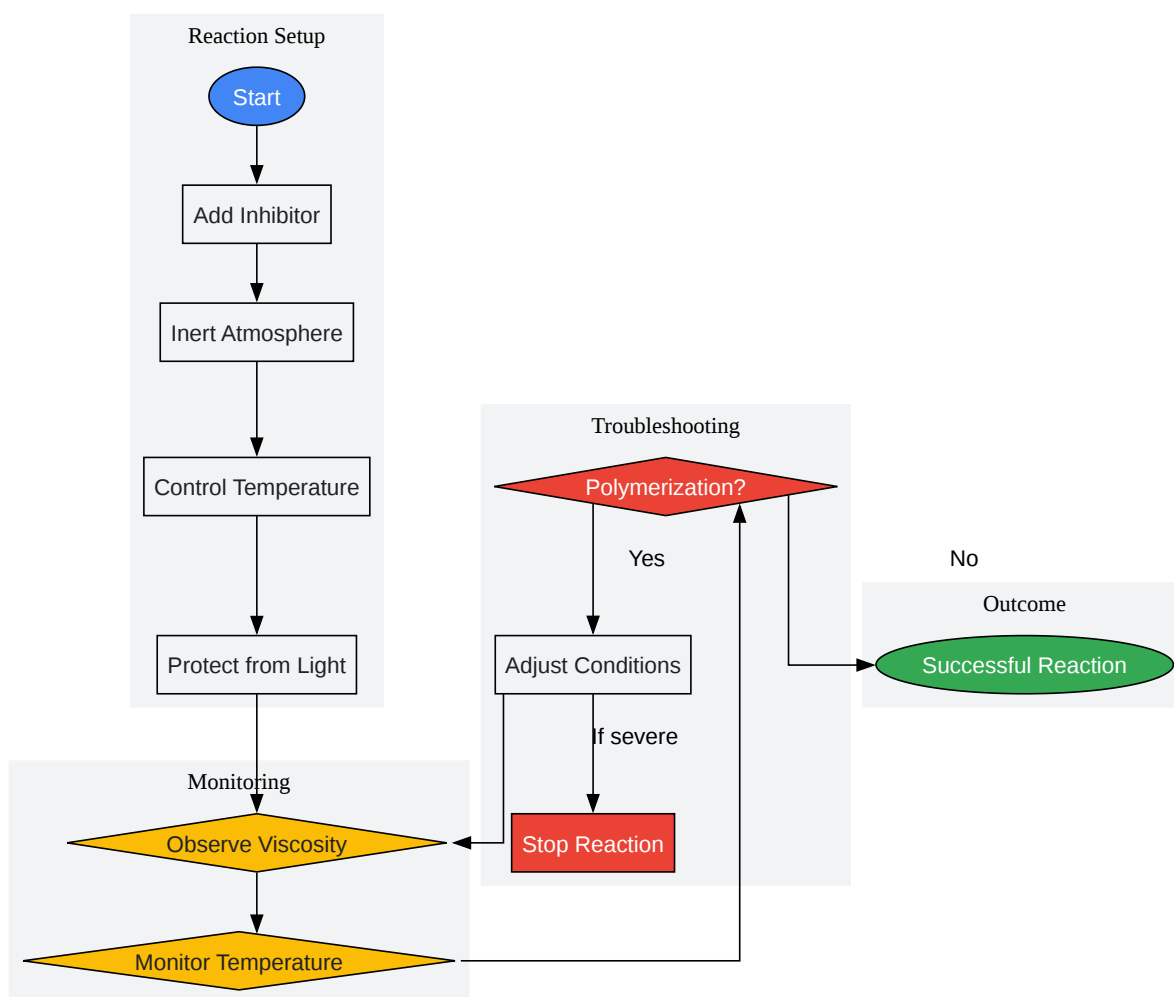 Reaction Setup
Start
Add Inhibitor
Inert Atmosphere
Control Temperature
Protect from Light
Monitoring
Observe Viscosity
Monitor Temperature
Troubleshooting
Polymerization?
Yes
Adjust Conditions
If severe
Stop Reaction
No
Outcome
Successful Reaction